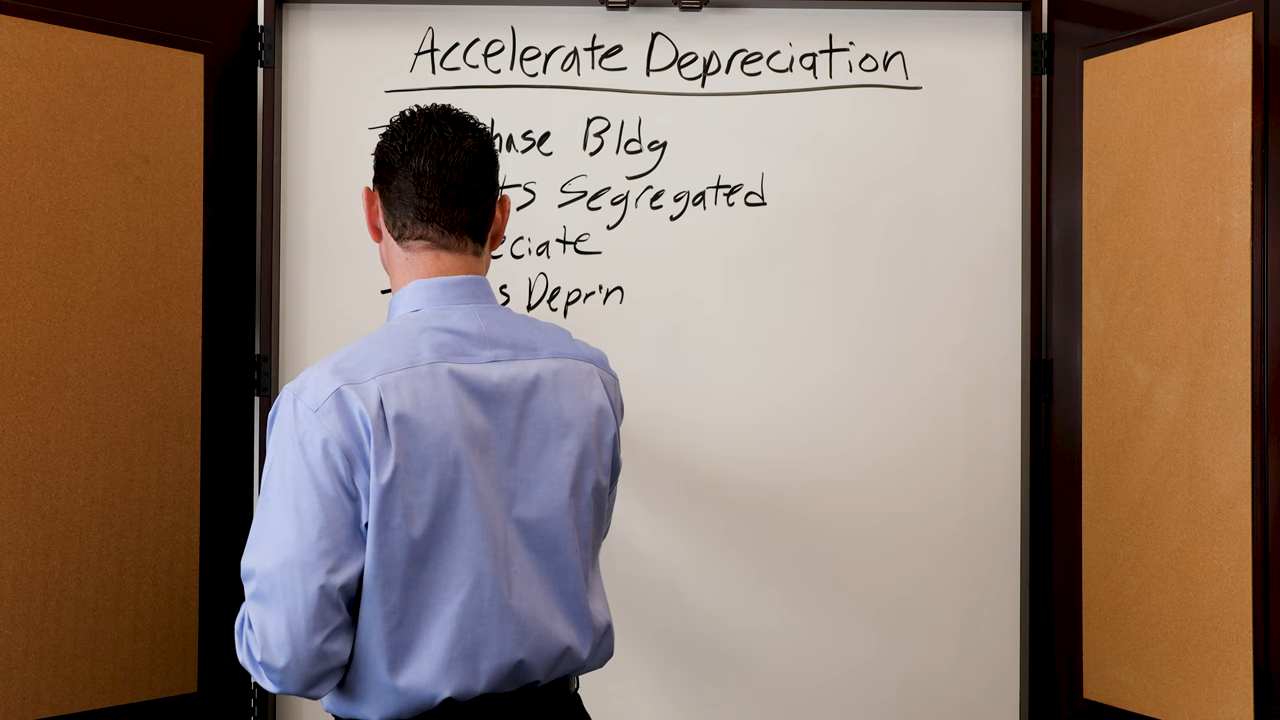 Accelerate Depreciation
hase Bldg
ts Segregated
eciate
- s Depr'n